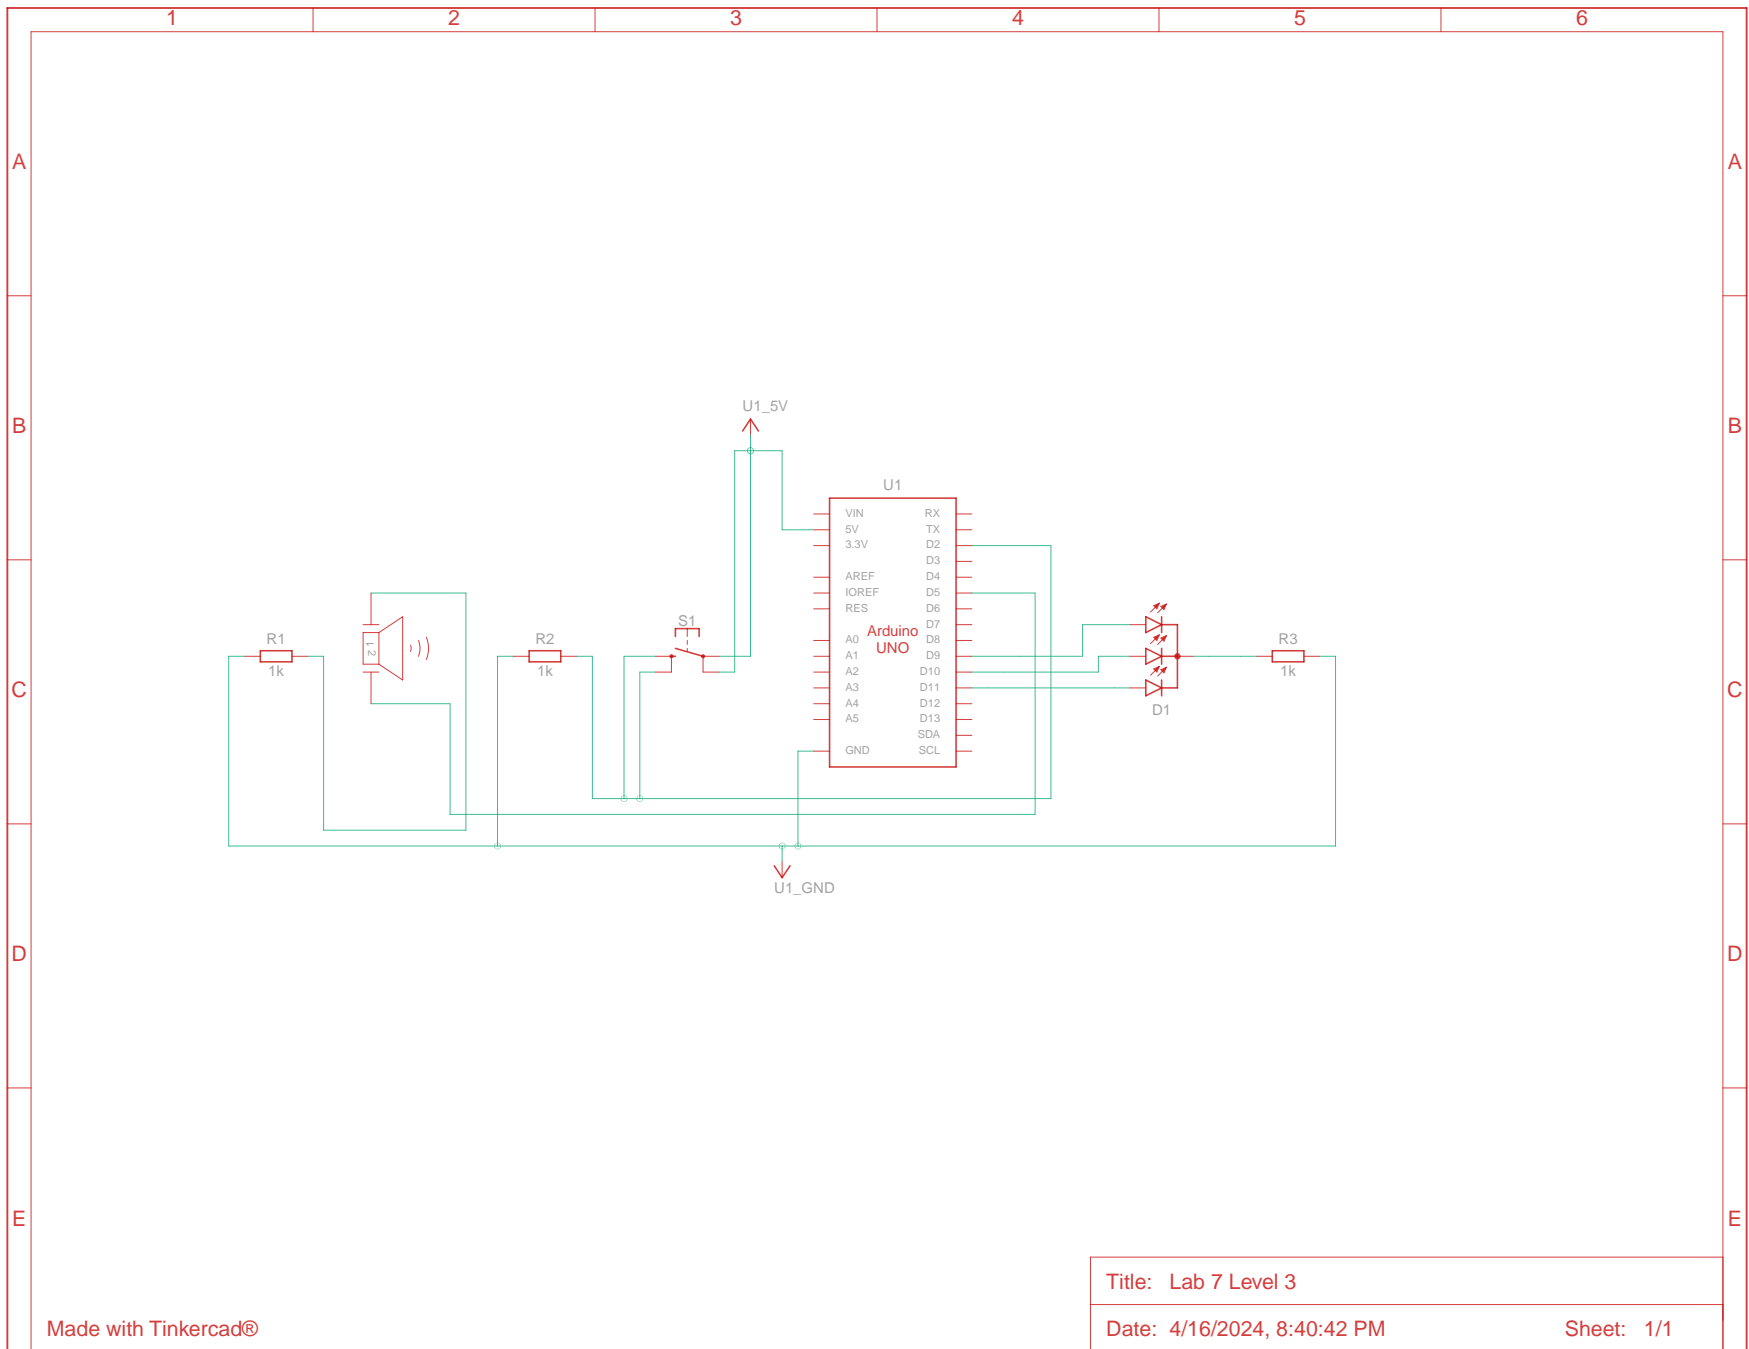 1 2 3 4 5 6
A A
B B
U1_5V
U1
VIN RX
5V TX
3.3V D2
D3
AREF D4
IOREF D5
RES D6
D7
A0 D8
Arduino
UNO
A1 D9
A2 D10
A3 D11
A4 D12
A5 D13
SDA
GND SCL
R1
1k
1 2
R2
1k
S1
D1
R3
1k
C C
U1_GND
D D
E E
Title: Lab 7 Level 3
Made with Tinkercad®
Date: 4/16/2024, 8:40:42 PM Sheet: 1/1